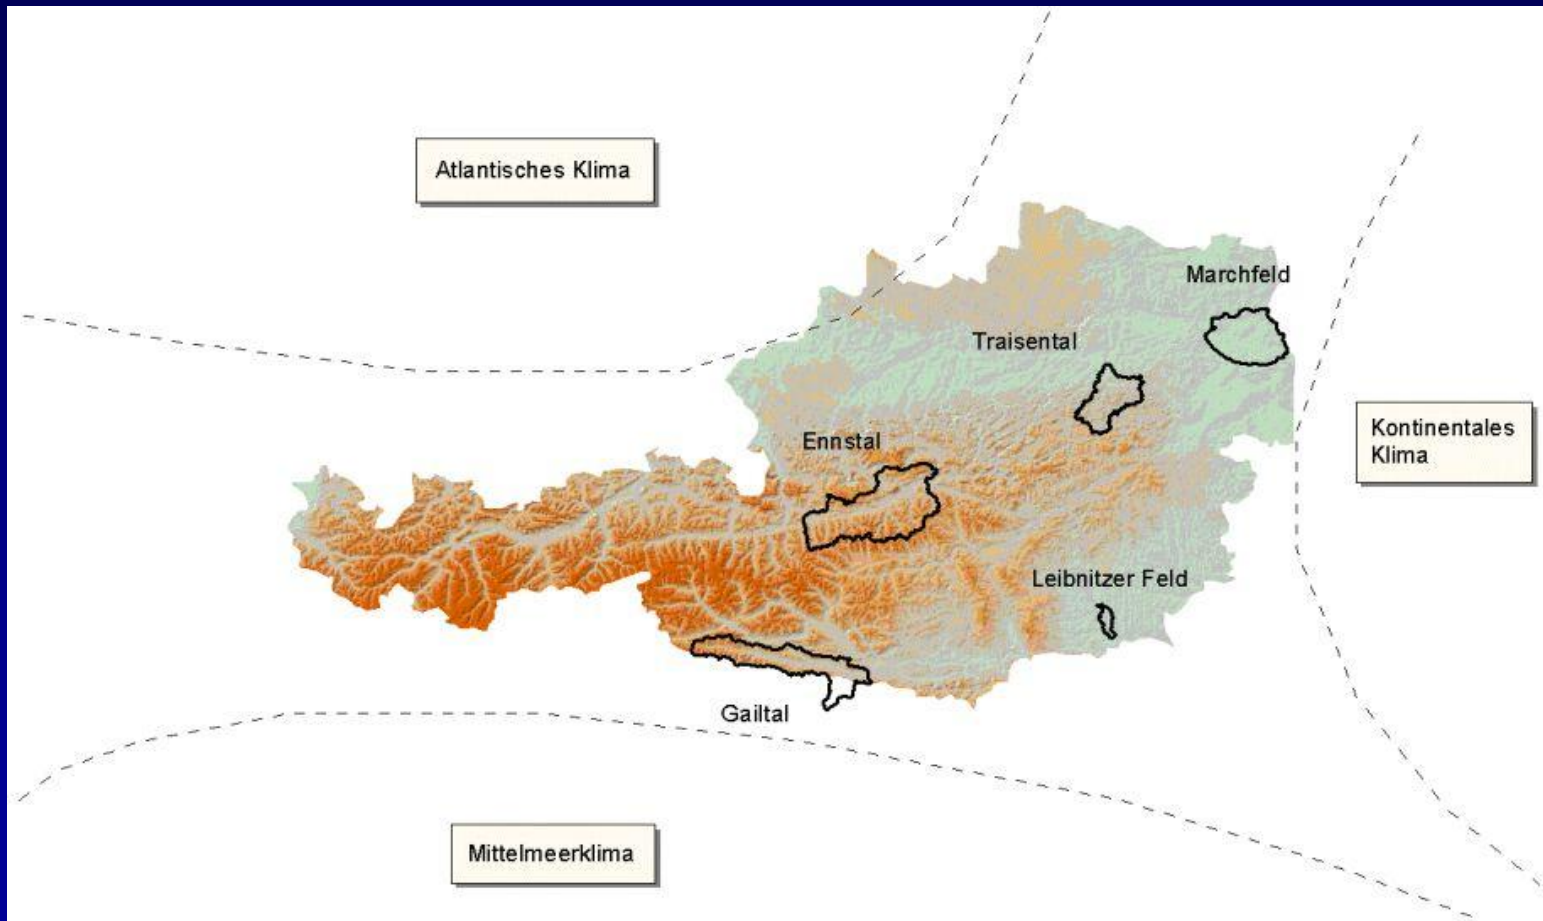 Atlantisches Klima
Marchfeld
Traisental
Ennstal
Kontinentales
Klima
Leibnitzer Feld
Gailtal
Mittelmeerklima